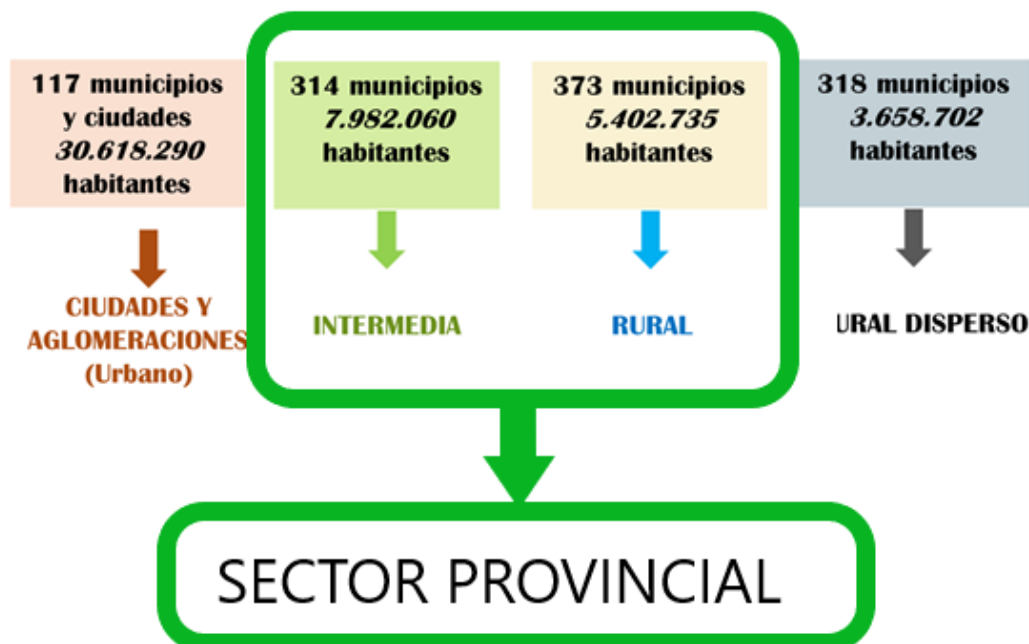 117 municipios
y ciudades
30.618.290
habitantes
314 municipios
7.982.060
habitantes
373 municipios
5.402.735
habitantes
318 municipios
3.658.702
habitantes
CIUDADES Y
AGLOMERACIONES
(Urbano)
INTERMEDIA
RURAL
URAL DISPERSO
SECTOR PROVINCIAL